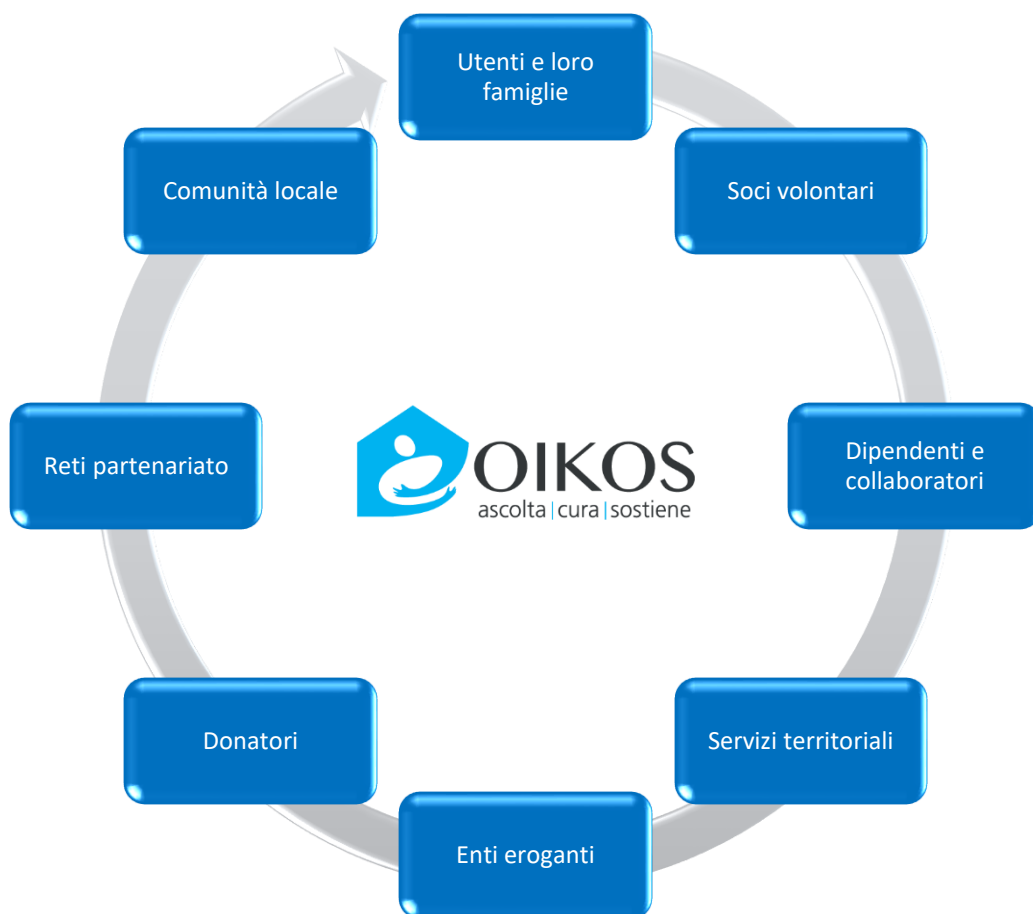 Utenti e loro
famiglie
Soci volontari
Dipendenti e
collaboratori
Servizi territoriali
Enti eroganti
Donatori
Reti partenariato
Comunità locale
OIKOS
ascolta|cura|sostiene